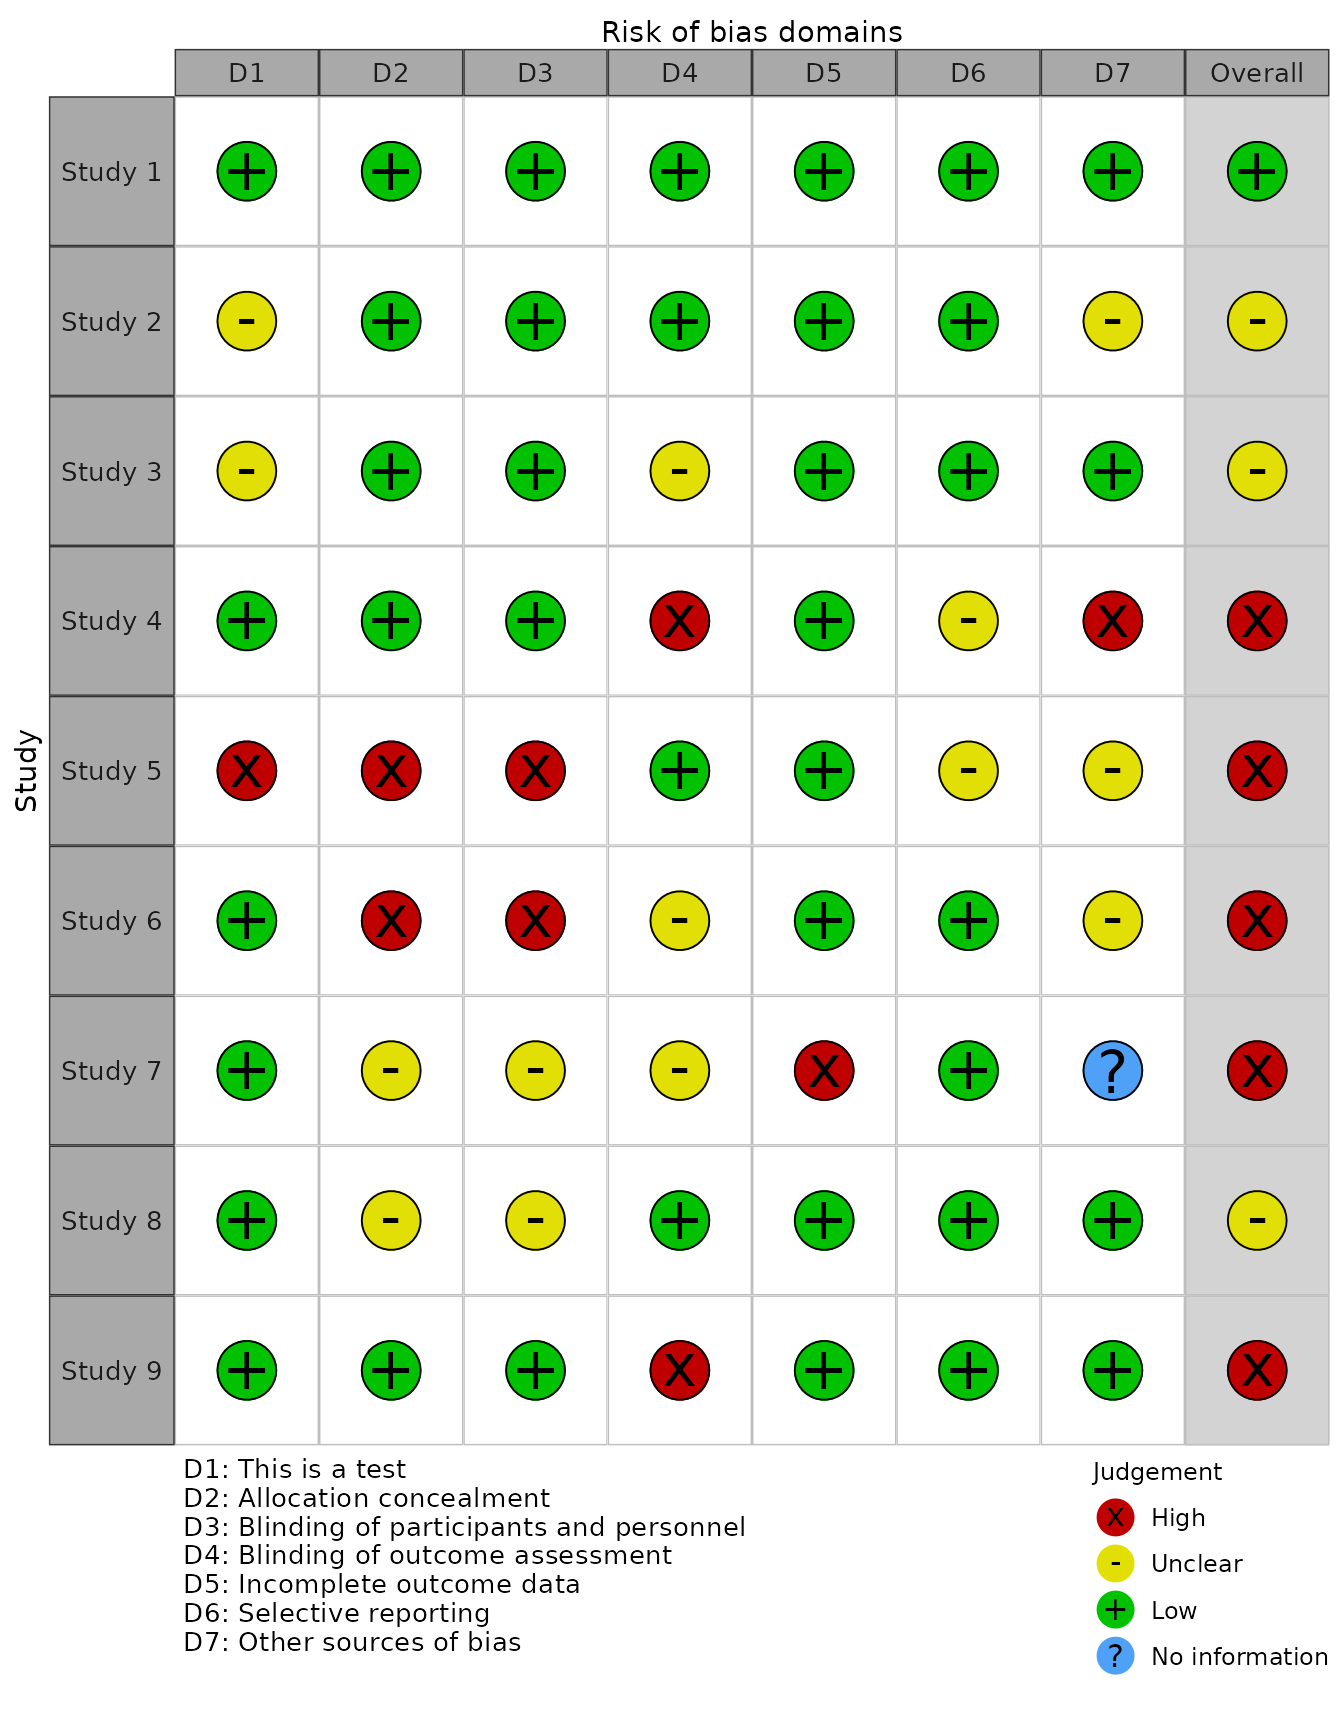 Risk of bias domains
D1 D2 D3 D4 D5 D6 D7 Overall
Study
Study 1 + + + + + + + +
Study 2 - + + + + + - -
Study 3 - + + - + + + -
Study 4 + + + X + - X X
Study 5 X X X + + - - X
Study 6 + X X - + + - X
Study 7 + - - - X + ? X
Study 8 + - - + + + + -
Study 9 + + + X + + + X
D1: This is a test
D2: Allocation concealment
D3: Blinding of participants and personnel
D4: Blinding of outcome assessment
D5: Incomplete outcome data
D6: Selective reporting
D7: Other sources of bias
Judgement
X High
- Unclear
+ Low
? No information